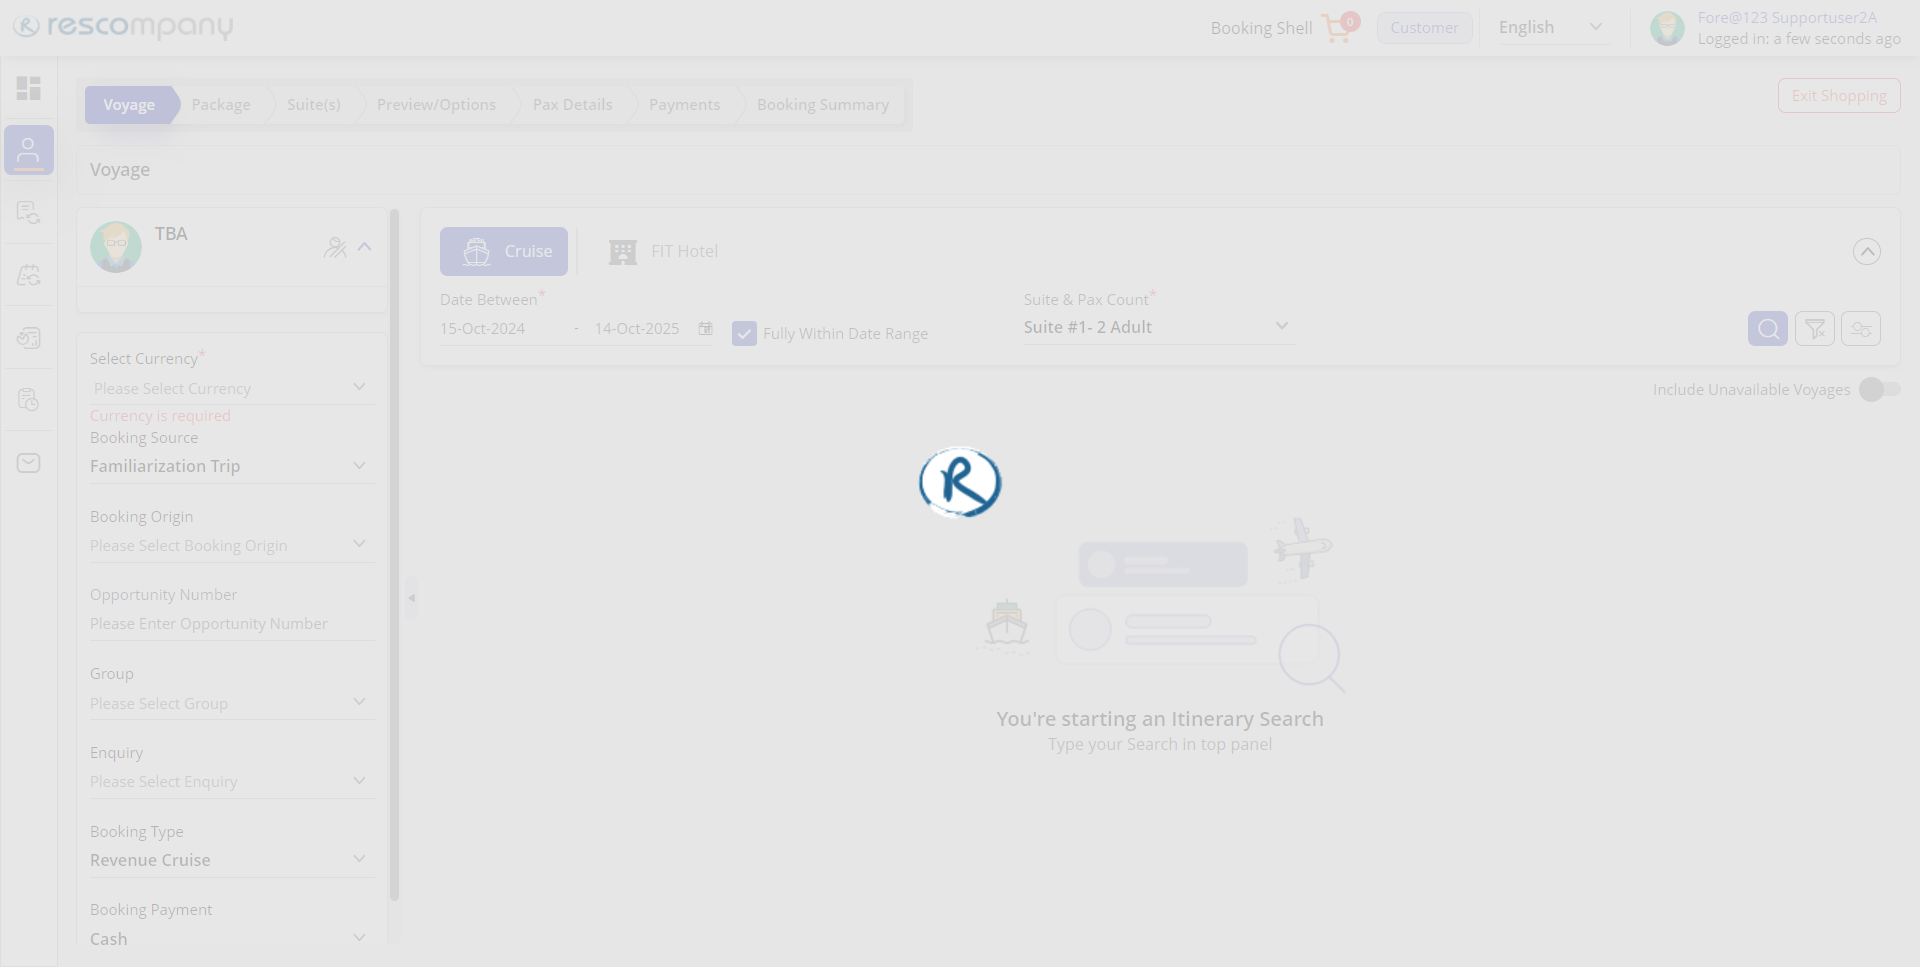 rescompany
Booking Shell
0
Customer
English
Fore@123 Supportuser2A
Logged in: a few seconds ago
Voyage
Package
Suite(s)
Preview/Options
Pax Details
Payments
Booking Summary
Exit Shopping
Voyage
TBA
Cruise
FIT Hotel
Date Between*
15-Oct-2024 - 14-Oct-2025
Fully Within Date Range
Suite & Pax Count*
Suite #1- 2 Adult
Include Unavailable Voyages
Select Currency*
Please Select Currency
Currency is required
Booking Source
Familiarization Trip
Booking Origin
Please Select Booking Origin
Opportunity Number
Please Enter Opportunity Number
Group
Please Select Group
Enquiry
Please Select Enquiry
Booking Type
Revenue Cruise
Booking Payment
Cash
R
You're starting an Itinerary Search
Type your Search in top panel